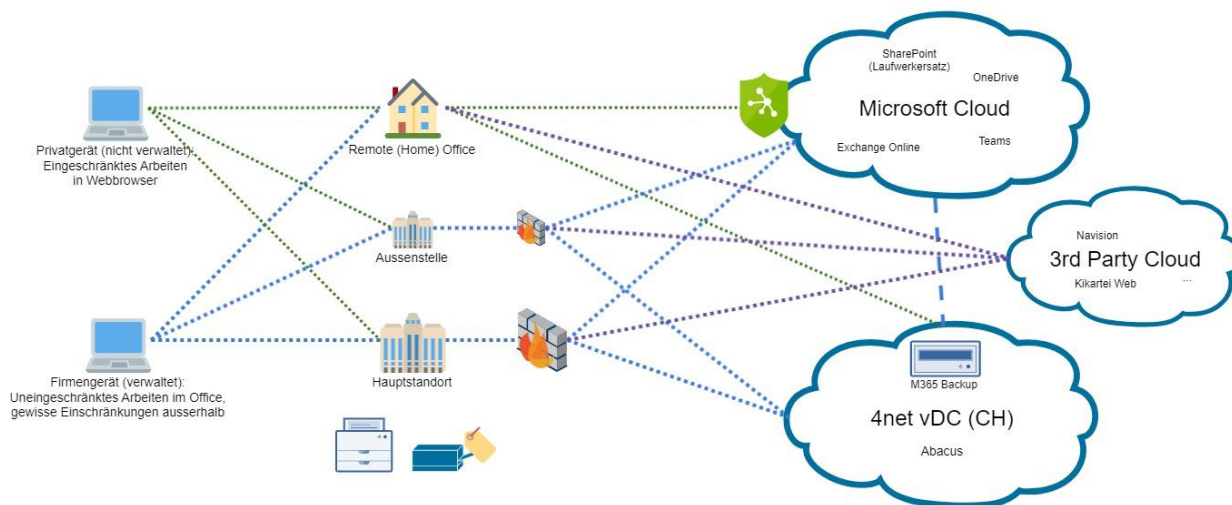 SharePoint
(Laufwerkersatz)
OneDrive
Microsoft Cloud
Exchange Online
Teams
Privatgerät (nicht verwaltet):
Eingeschränktes Arbeiten
in Webbrowser
Remote (Home) Office
Aussenstelle
Navision
3rd Party Cloud
Kikartei Web
...
Firmengerät (verwaltet):
Uneingeschränktes Arbeiten im Office,
gewisse Einschränkungen ausserhalb
Hauptstandort
M365 Backup
4net vDC (CH)
Abacus